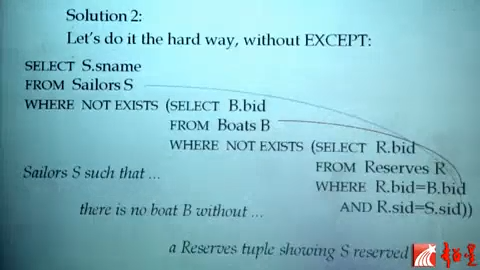 Solution 2:
Let's do it the hard way, without EXCEPT:
SELECT S.sname
FROM Sailors S
WHERE NOT EXISTS (SELECT B.bid
FROM Boats B
WHERE NOT EXISTS (SELECT R.bid
Sailors S such that ...
FROM Reserves R
WHERE R.bid=B.bid
there is no boat B without ...
AND R.sid=S.sid))
a Reserves tuple showing S reserved